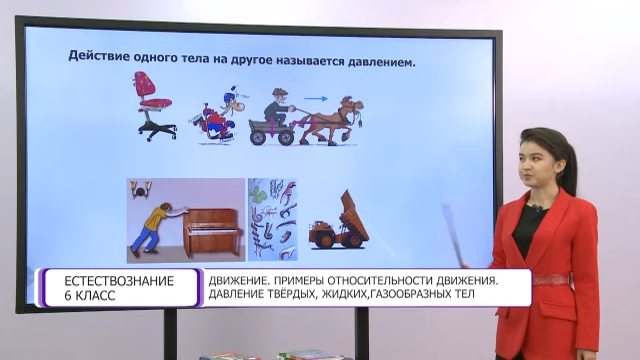 Действие одного тела на другое называется давлением.
ЕСТЕСТВОЗНАНИЕ
6 КЛАСС
ДВИЖЕНИЕ. ПРИМЕРЫ ОТНОСИТЕЛЬНОСТИ ДВИЖЕНИЯ.
ДАВЛЕНИЕ ТВЁРДЫХ, ЖИДКИХ,ГАЗООБРАЗНЫХ ТЕЛ